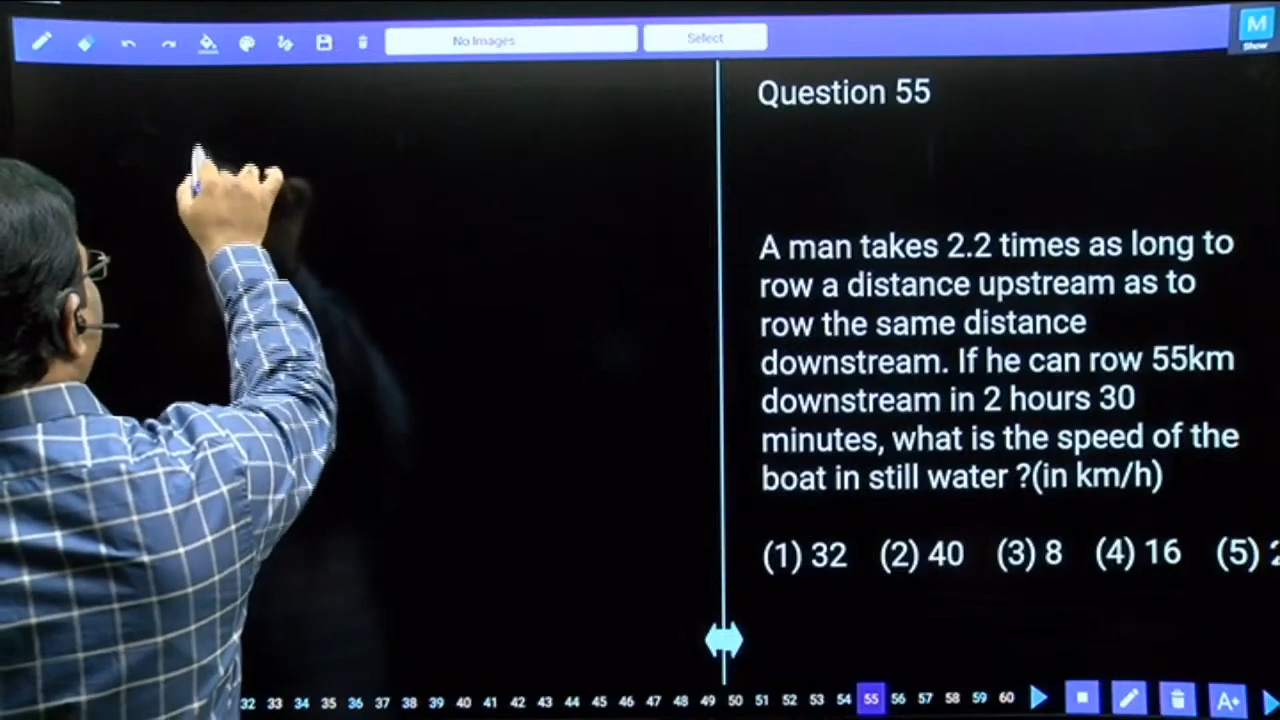 No Images
Select
M
Show
Question 55
A man takes 2.2 times as long to
row a distance upstream as to
row the same distance
downstream. If he can row 55km
downstream in 2 hours 30
minutes, what is the speed of the
boat in still water ?(in km/h)
(1) 32 (2) 40 (3) 8 (4) 16 (5)
32 33 34 35 36 37 38 39 40 41 42 43 44 45 46 47 48 49 50 51 52 53 54 55 56 57 58 59 60
A+